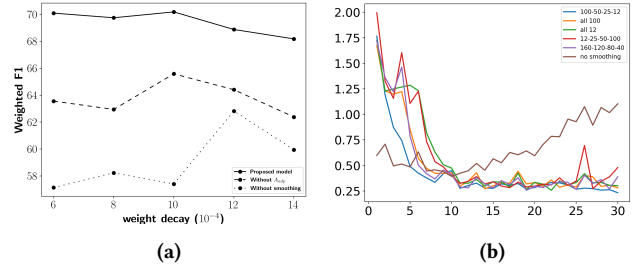 70
68
66
64
62
60
58
6
8
10
12
14
Weighted F1
weight decay (10⁻⁴)
Proposed model
Without A_adp
Without smoothing
(a)
2.00
1.75
1.50
1.25
1.00
0.75
0.50
0.25
0 5 10 15 20 25 30
100-50-25-12
all 100
all 12
12-25-50-100
160-120-80-40
no smoothing
(b)